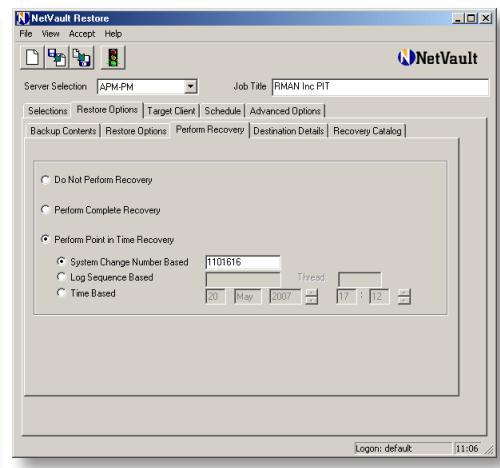 NetVault Restore
File View Accept Help
NetVault
Server Selection APM-PM Job Title RMAN Inc PIT
Selections Restore Options Target Client Schedule Advanced Options
Backup Contents Restore Options Perform Recovery Destination Details Recovery Catalog
Do Not Perform Recovery
Perform Complete Recovery
Perform Point in Time Recovery
System Change Number Based 1101616
Log Sequence Based Thread:
Time Based 20 May 2007 17 : 12
Logon: default 11:06